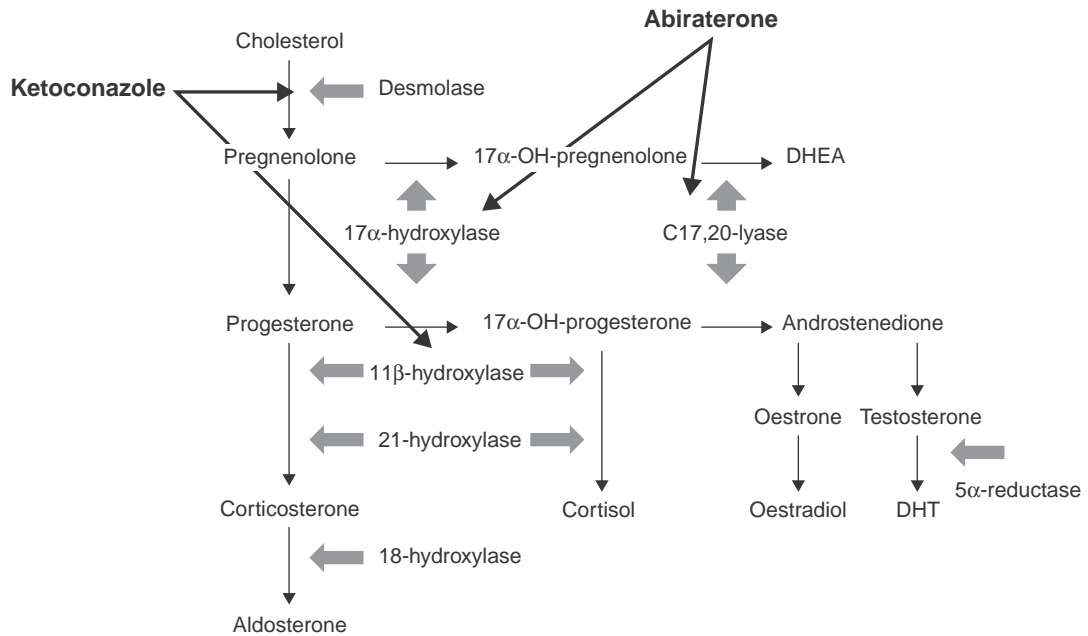 Abiraterone
Cholesterol
Ketoconazole
Desmolase
Pregnenolone
17α-OH-pregnenolone
DHEA
17α-hydroxylase
C17,20-lyase
Progesterone
17α-OH-progesterone
Androstenedione
11β-hydroxylase
Oestrone
Testosterone
21-hydroxylase
5α-reductase
Corticosterone
Cortisol
Oestradiol
DHT
18-hydroxylase
Aldosterone